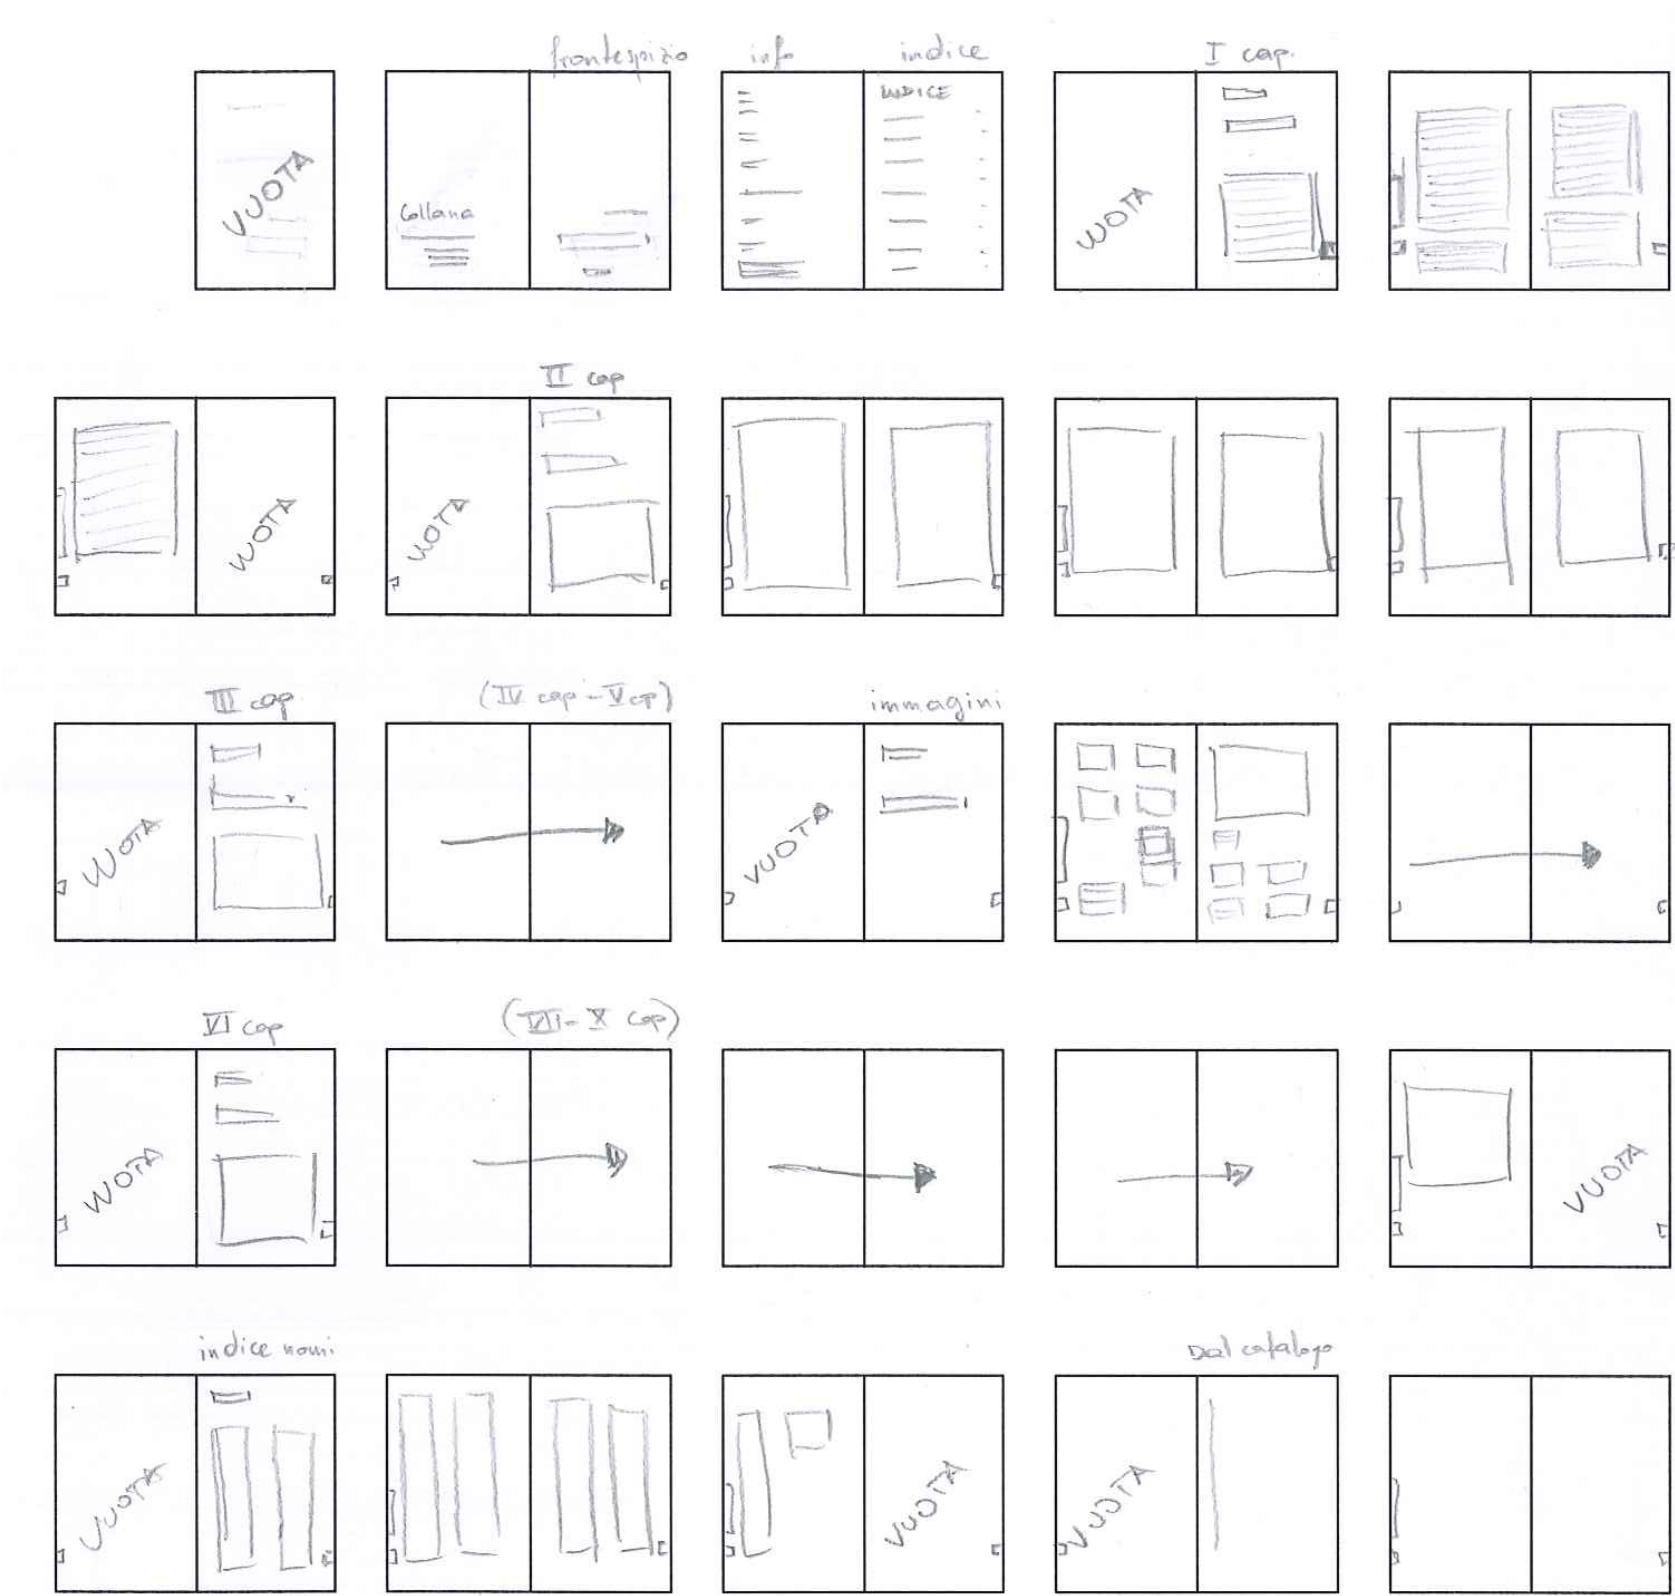 frontespizio
info
indice
I cap.
VUOTA
Collana
INDICE
VUOTA
II cap
VUOTA
VUOTA
III cap.
(IV cap - V cap)
immagini
VUOTA
VUOTA
VI cap
(VII - X cap)
VUOTA
VUOTA
indice nomi
Dal catalogo
VUOTA
VUOTA
VUOTA